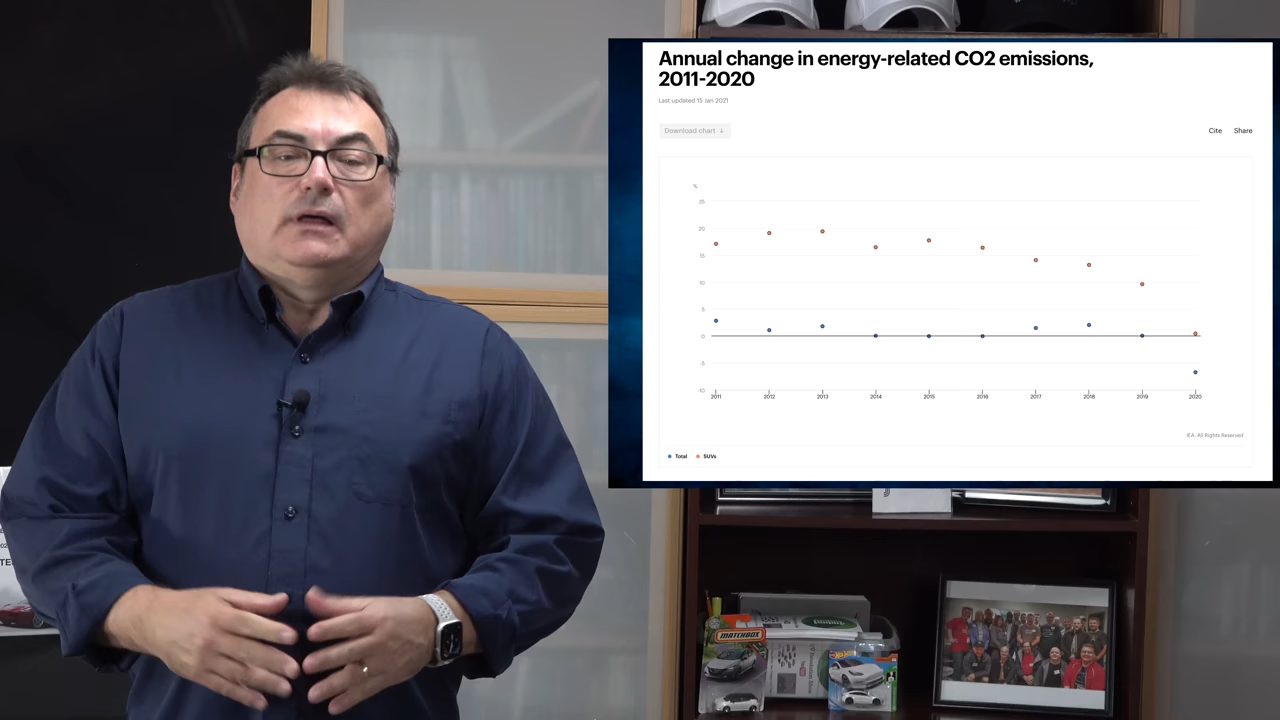 Annual change in energy-related CO2 emissions,
2011-2020
Last updated 15 Jan 2021
Download chart ↓
Cite Share
%
25
20
15
10
5
0
-5
-10
2011 2012 2013 2014 2015 2016 2017 2018 2019 2020
IEA. All Rights Reserved
Total SUVs
MATCHBOX
TE